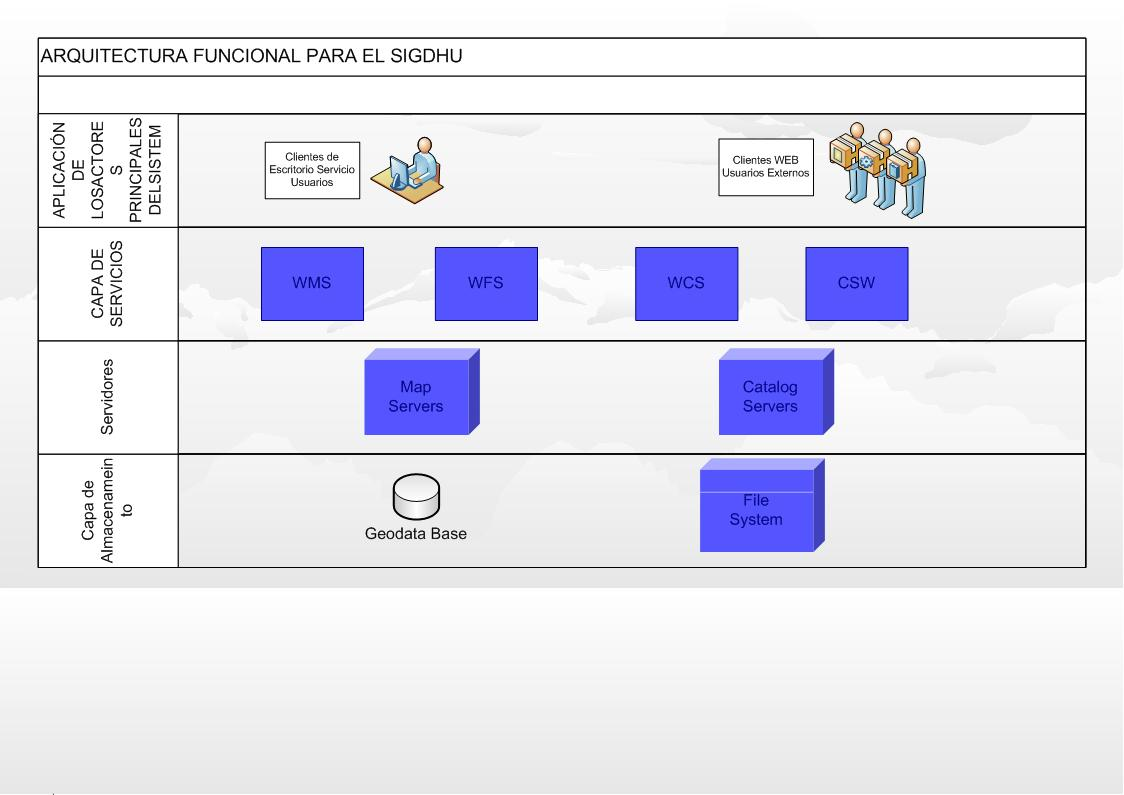 ARQUITECTURA FUNCIONAL PARA EL SIGDHU
APLICACIÓN
DE
LOSACTORE
S
PRINCIPALES
DELSISTEM
Clientes de
Escritorio Servicio
Usuarios
Clientes WEB
Usuarios Externos
CAPA DE
SERVICIOS
WMS
WFS
WCS
CSW
Servidores
Map
Servers
Catalog
Servers
Capa de
Almacenamein
to
Geodata Base
File
System